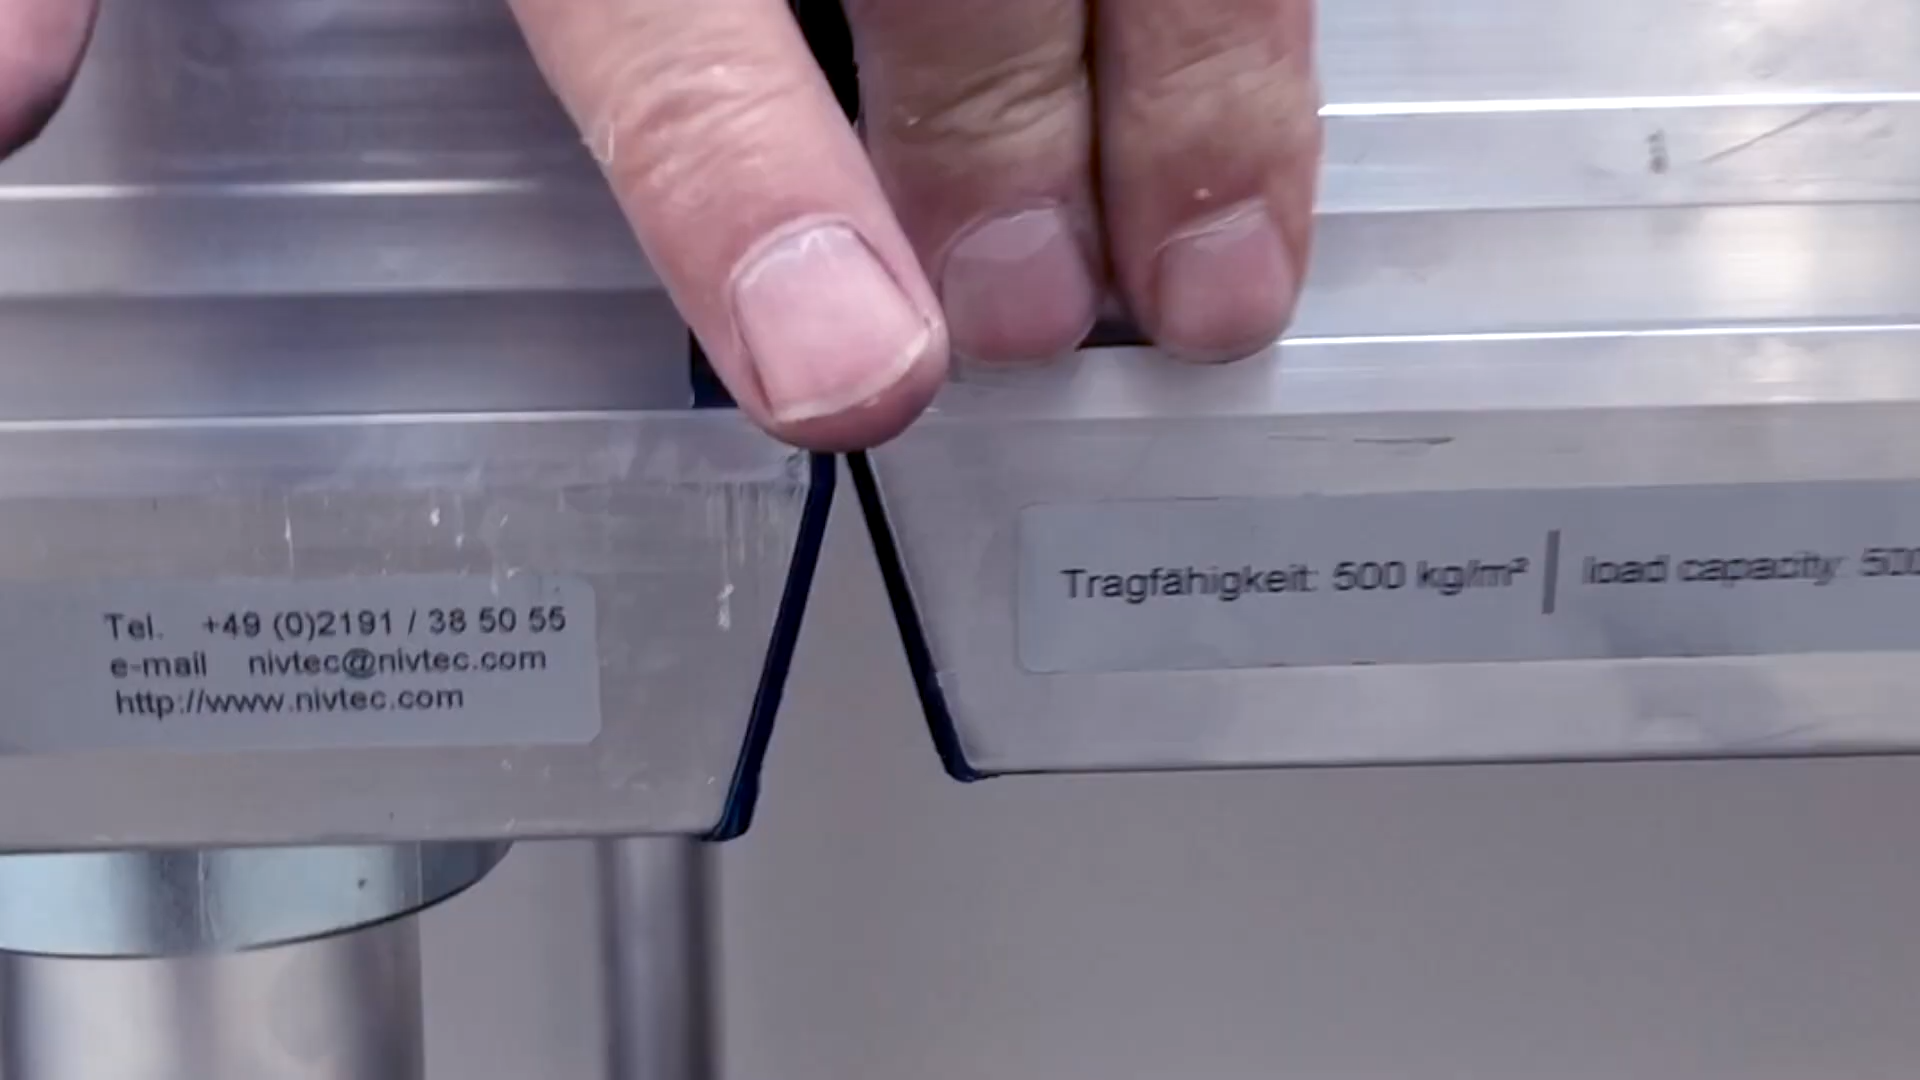 Tel. +49 (0)2191 / 38 50 55
e-mail nivtec@nivtec.com
http://www.nivtec.com
Tragfähigkeit: 500 kg/m² | load capacity: 500